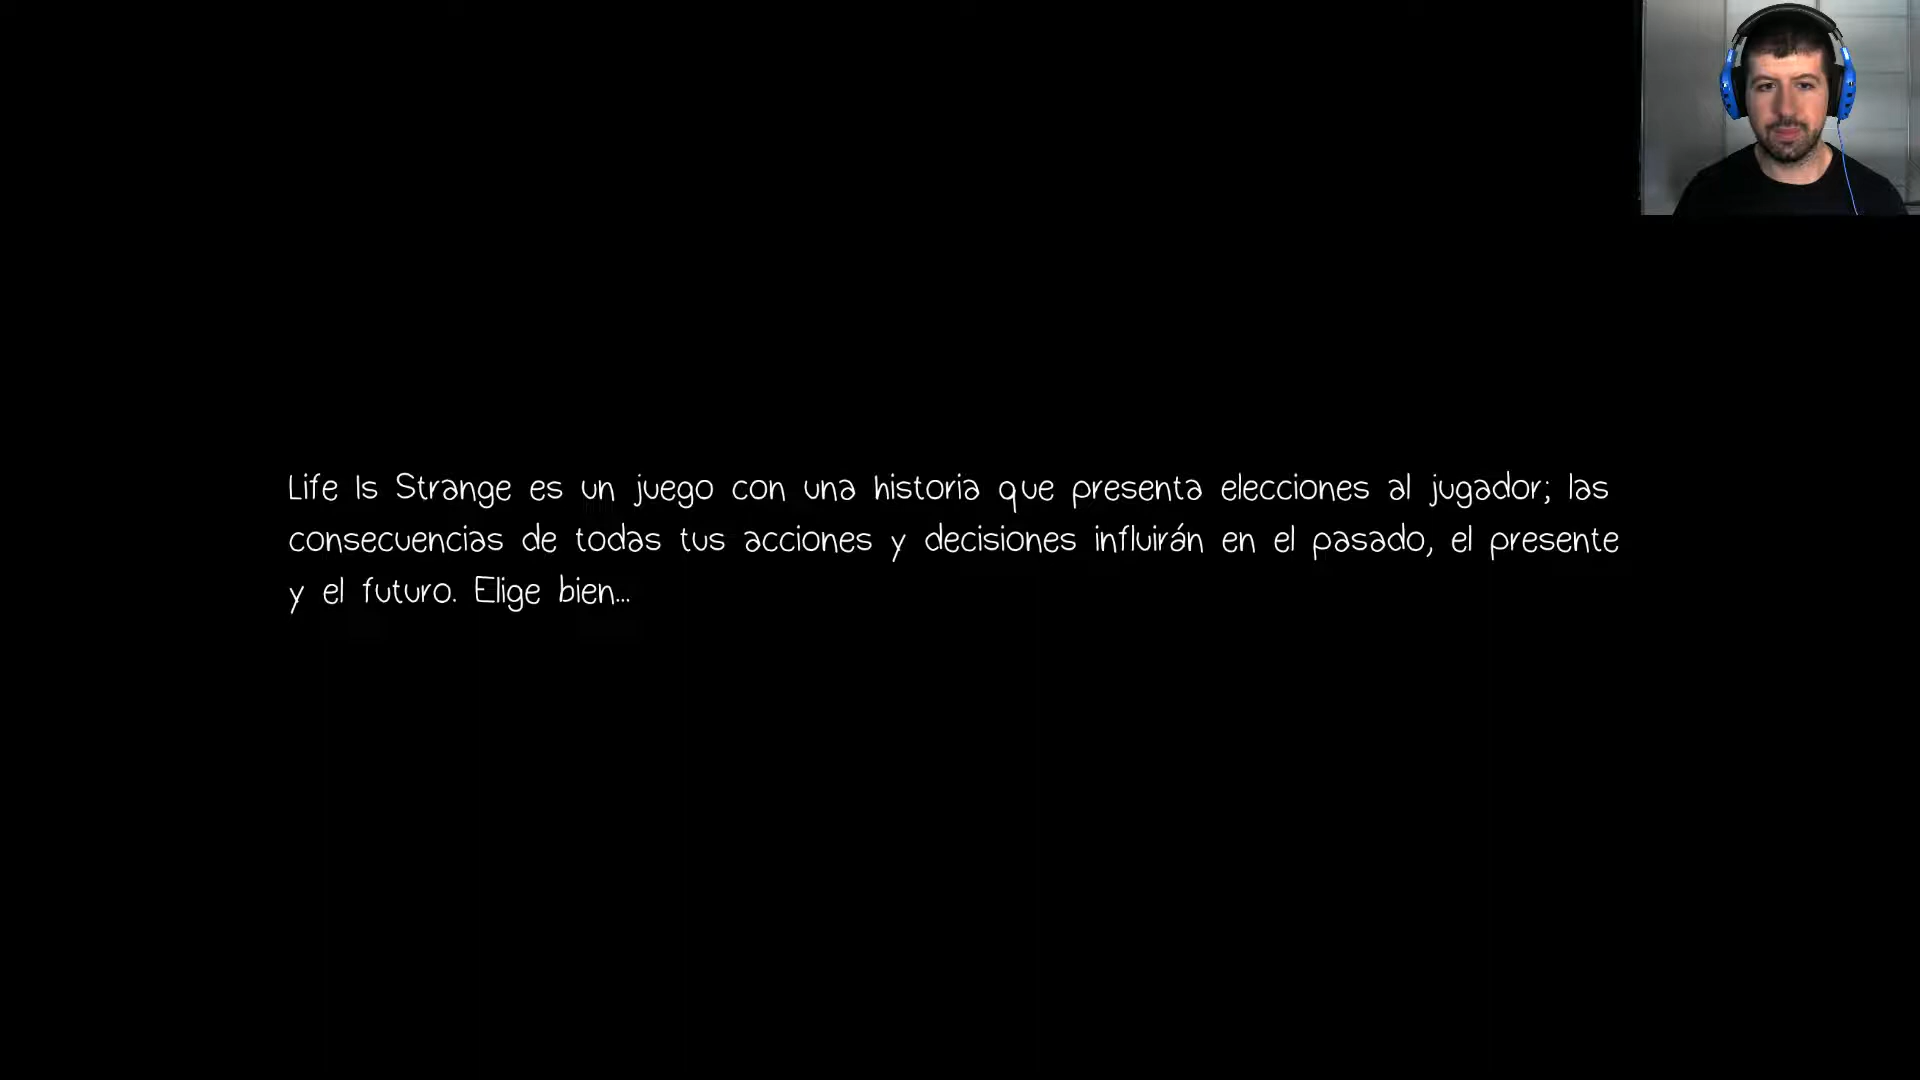 Life Is Strange es un juego con una historia que presenta elecciones al jugador; las
consecuencias de todas tus acciones y decisiones influirán en el pasado, el presente
y el futuro. Elige bien...